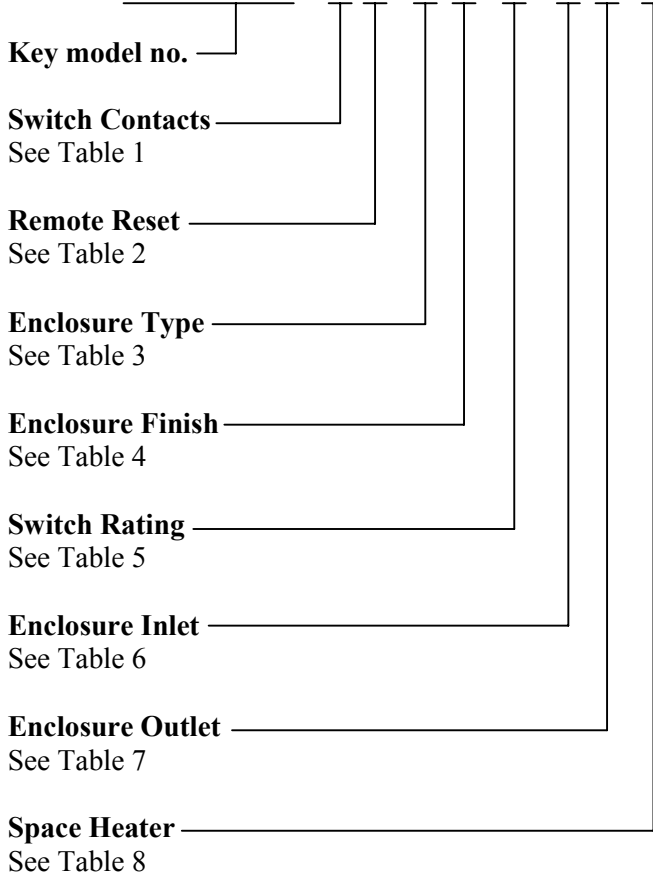 Key model no.
Switch Contacts
See Table 1
Remote Reset
See Table 2
Enclosure Type
See Table 3
Enclosure Finish
See Table 4
Switch Rating
See Table 5
Enclosure Inlet
See Table 6
Enclosure Outlet
See Table 7
Space Heater
See Table 8